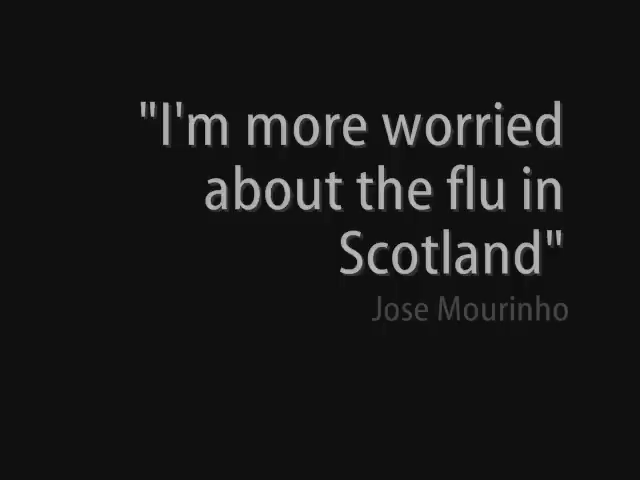 "I'm more worried
about the flu in
Scotland"
Jose Mourinho